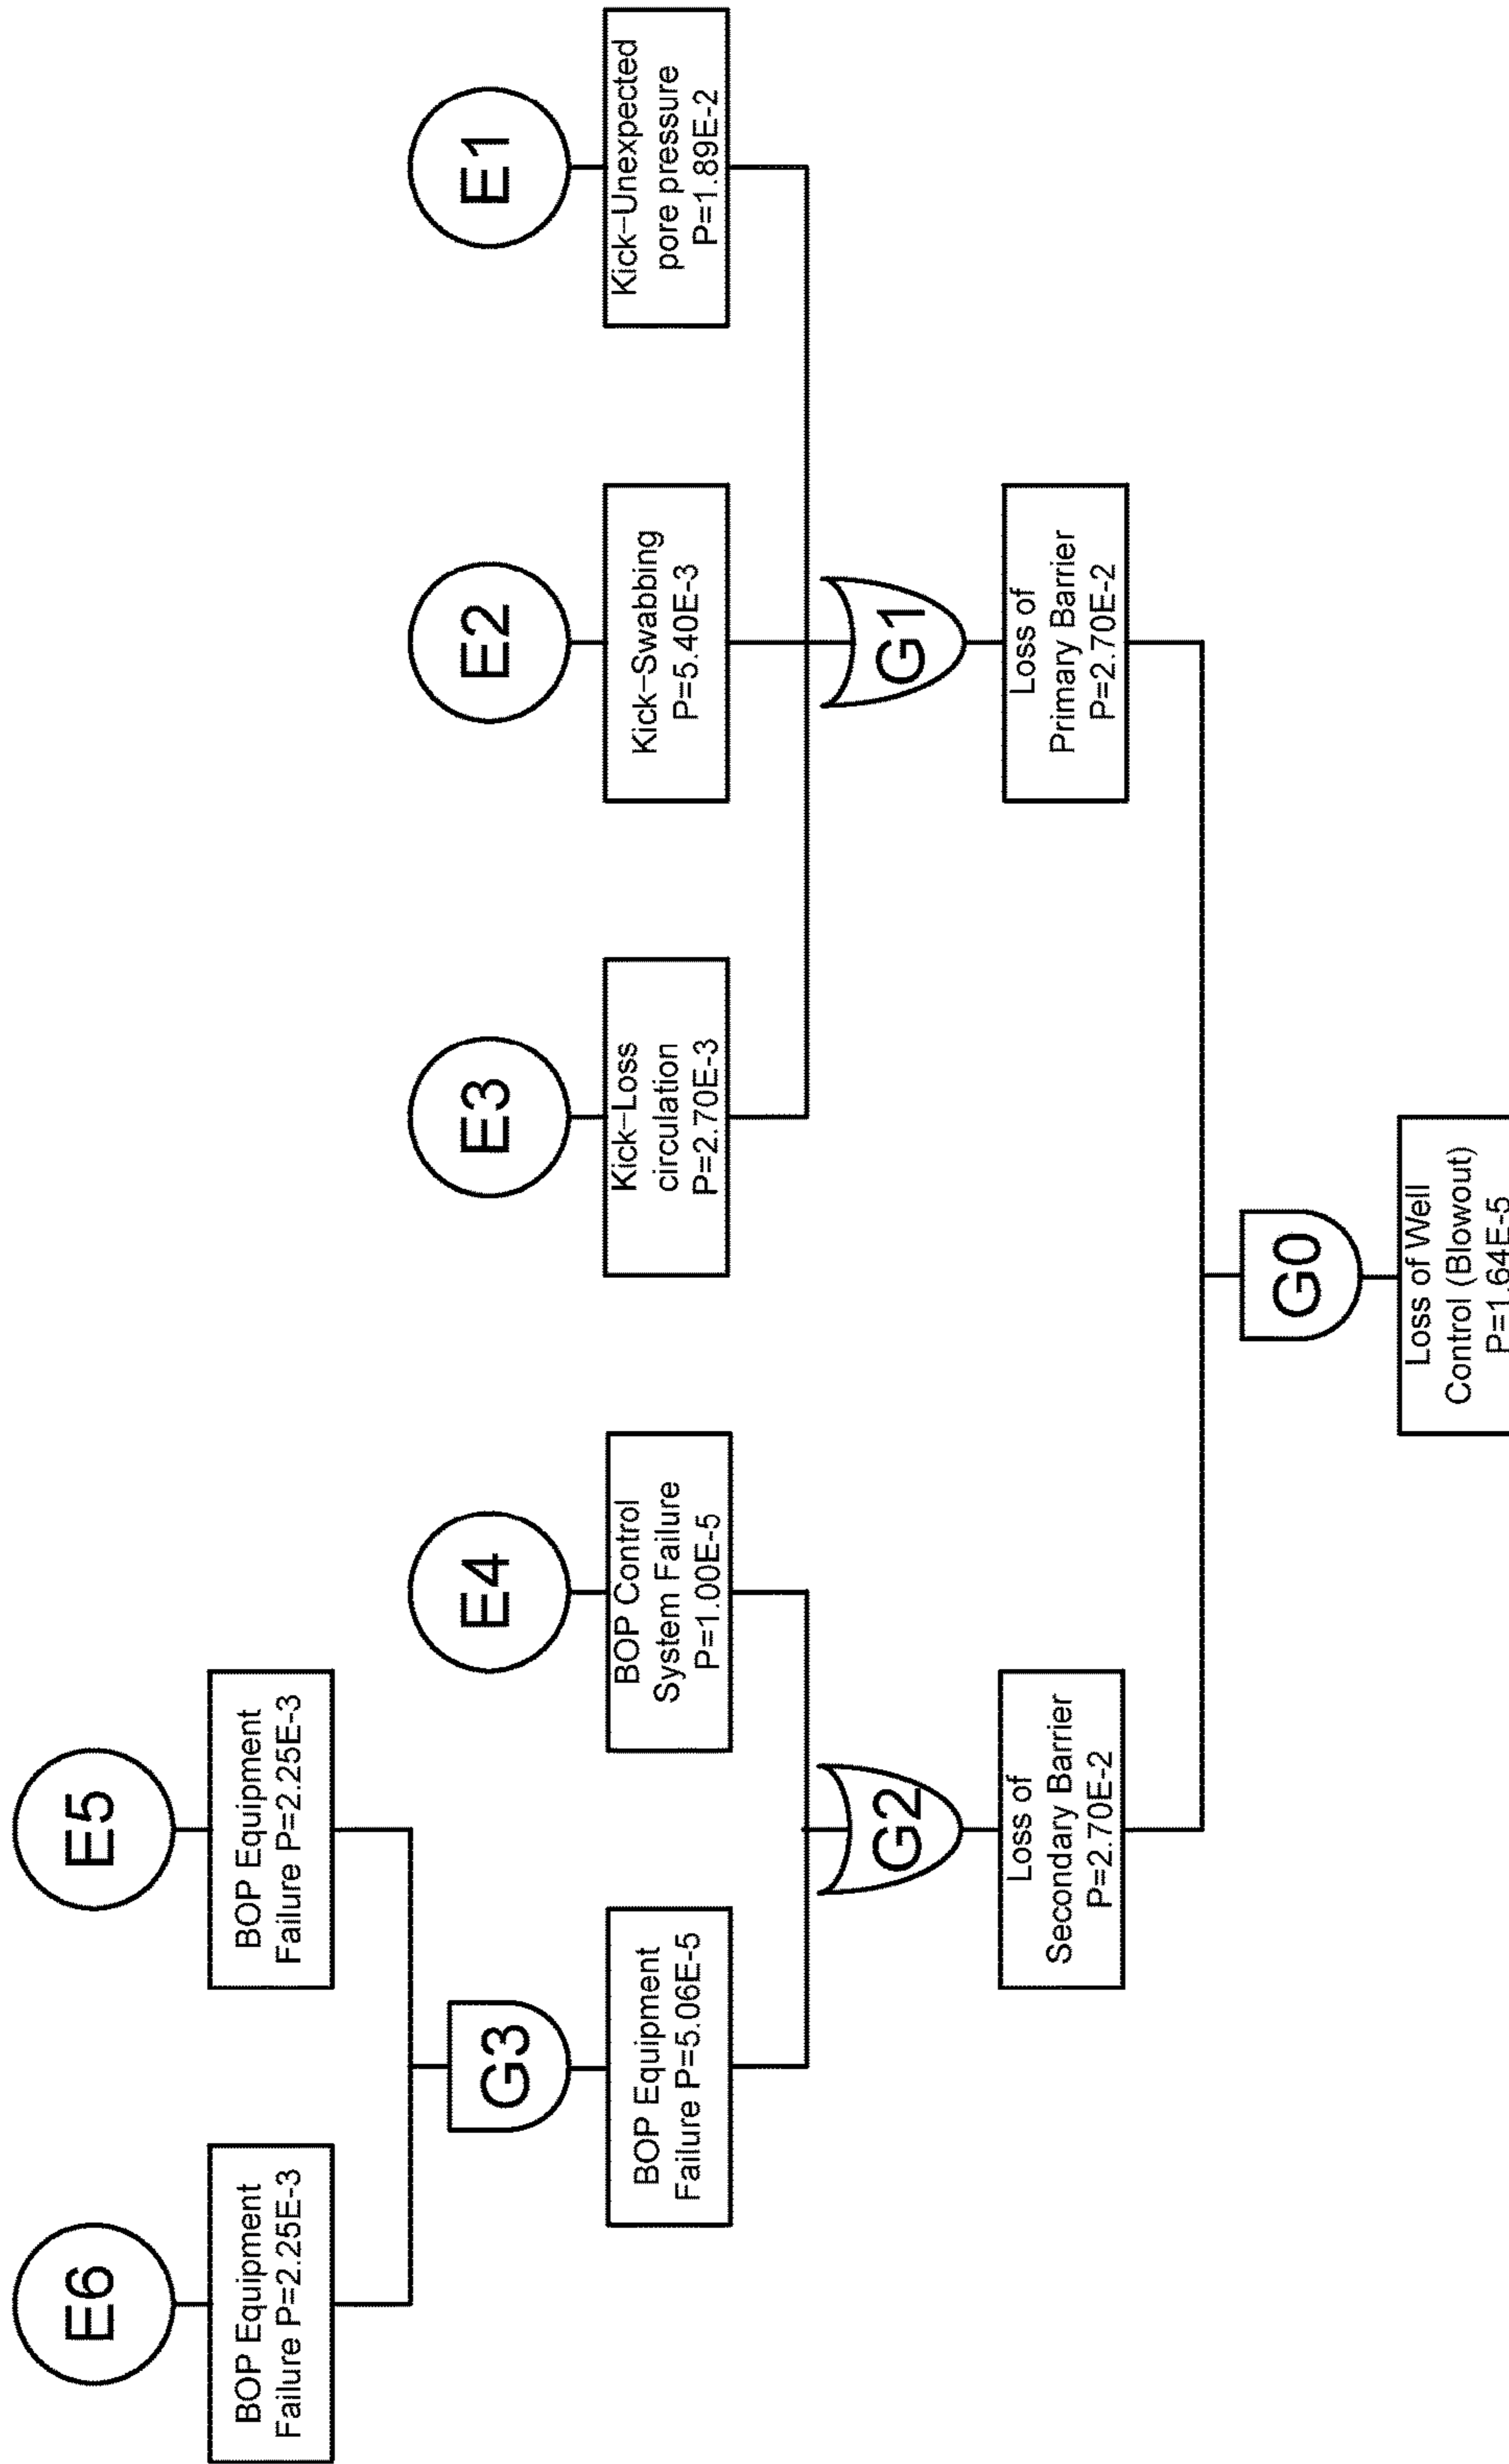 E6
E5
BOP Equipment
Failure P=2.25E-3
BOP Equipment
Failure P=2.25E-3
G3
E4
E3
E2
E1
BOP Equipment
Failure P=5.06E-5
BOP Control
System Failure
P=1.00E-5
Kick–Loss
circulation
P=2.70E-3
Kick–Swabbing
P=5.40E-3
Kick–Unexpected
pore pressure
P=1.89E-2
G2
G1
Loss of
Secondary Barrier
P=2.70E-2
Loss of
Primary Barrier
P=2.70E-2
G0
Loss of Well
Control (Blowout)
P=1.64E-5